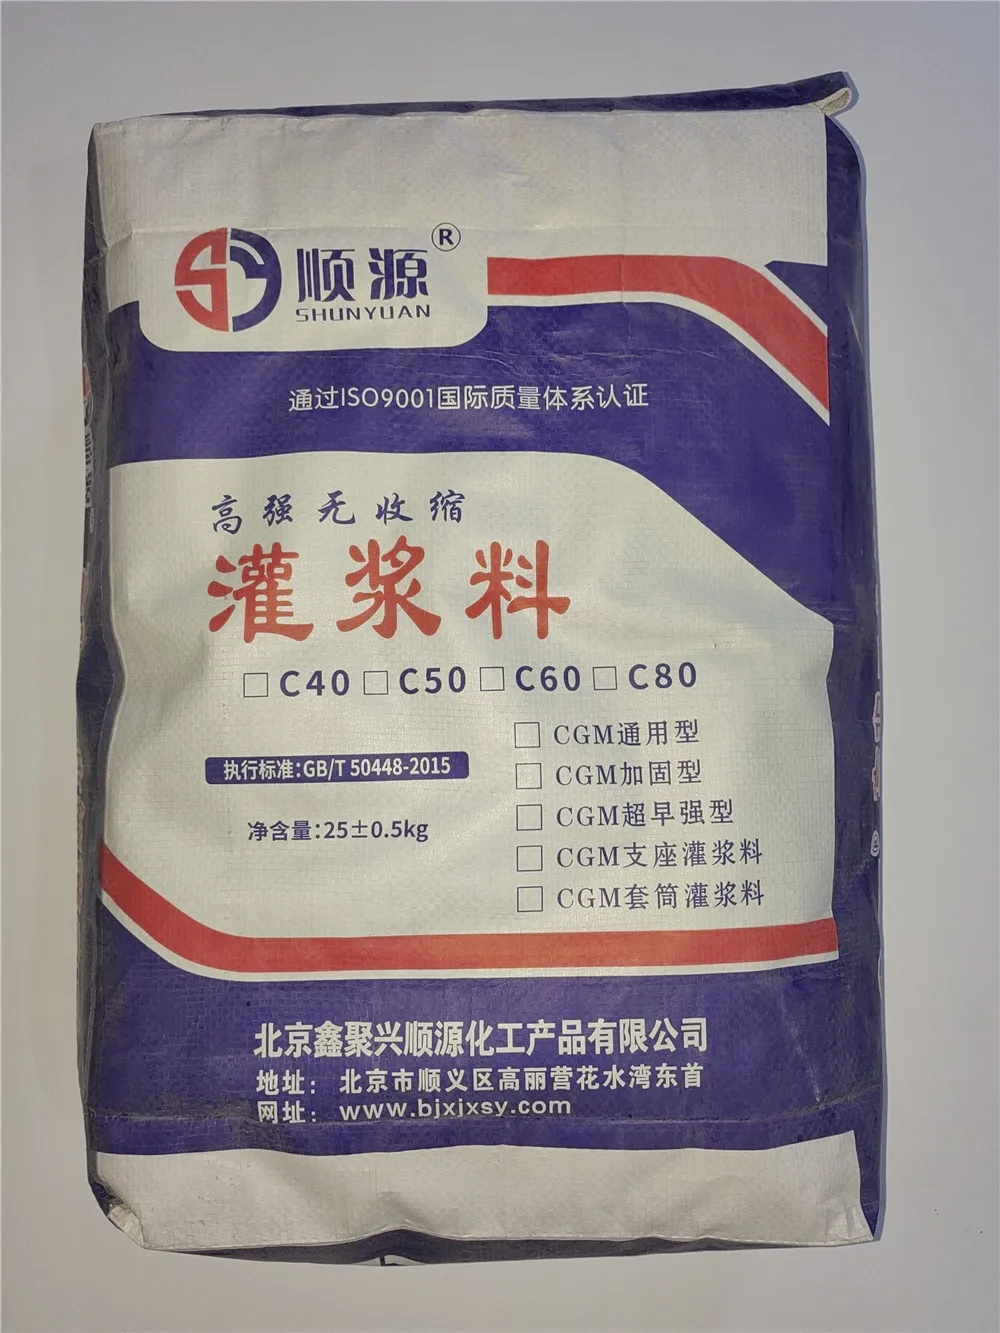 顺源®
SHUNYUAN
通过ISO9001国际质量体系认证
高强无收缩
灌浆料
□C40□C50□C60□C80
□ CGM通用型
□ CGM加固型
□ CGM超早强型
□ CGM支座灌浆料
□ CGM套筒灌浆料
执行标准:GB/T 50448-2015
净含量:25±0.5kg
北京鑫聚兴顺源化工产品有限公司
地址： 北京市顺义区高丽营花水湾东首
网址： www.bjxjxsy.com